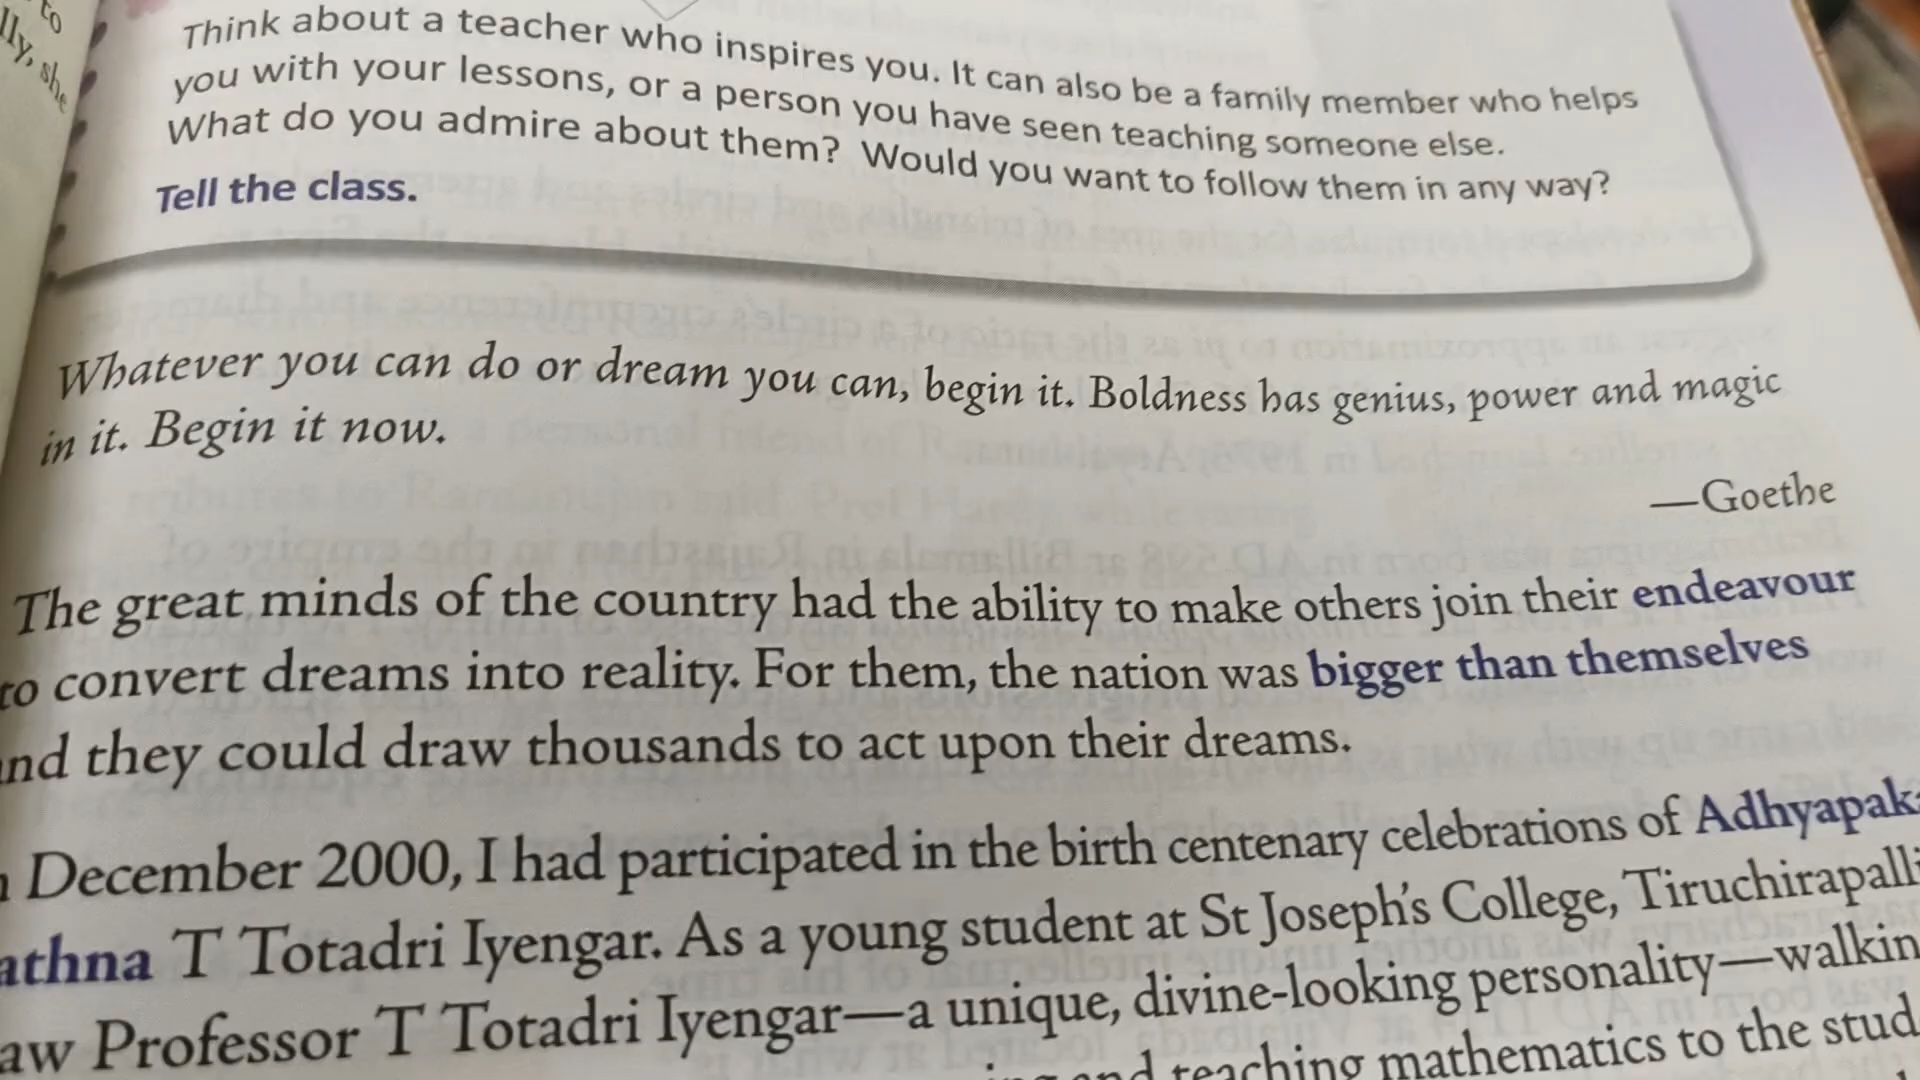 to
lly, she
Think about a teacher who inspires you. It can also be a family member who helps
you with your lessons, or a person you have seen teaching someone else.
What do you admire about them? Would you want to follow them in any way?
Tell the class.
Whatever you can do or dream you can, begin it. Boldness has genius, power and magic
in it. Begin it now.
—Goethe
The great minds of the country had the ability to make others join their endeavour
to convert dreams into reality. For them, the nation was bigger than themselves
and they could draw thousands to act upon their dreams.
December 2000, I had participated in the birth centenary celebrations of Adhyapak
athna T Totadri Iyengar. As a young student at St Joseph's College, Tiruchirapalli
aw Professor T Totadri Iyengar—a unique, divine-looking personality—walkin
and teaching mathematics to the stud